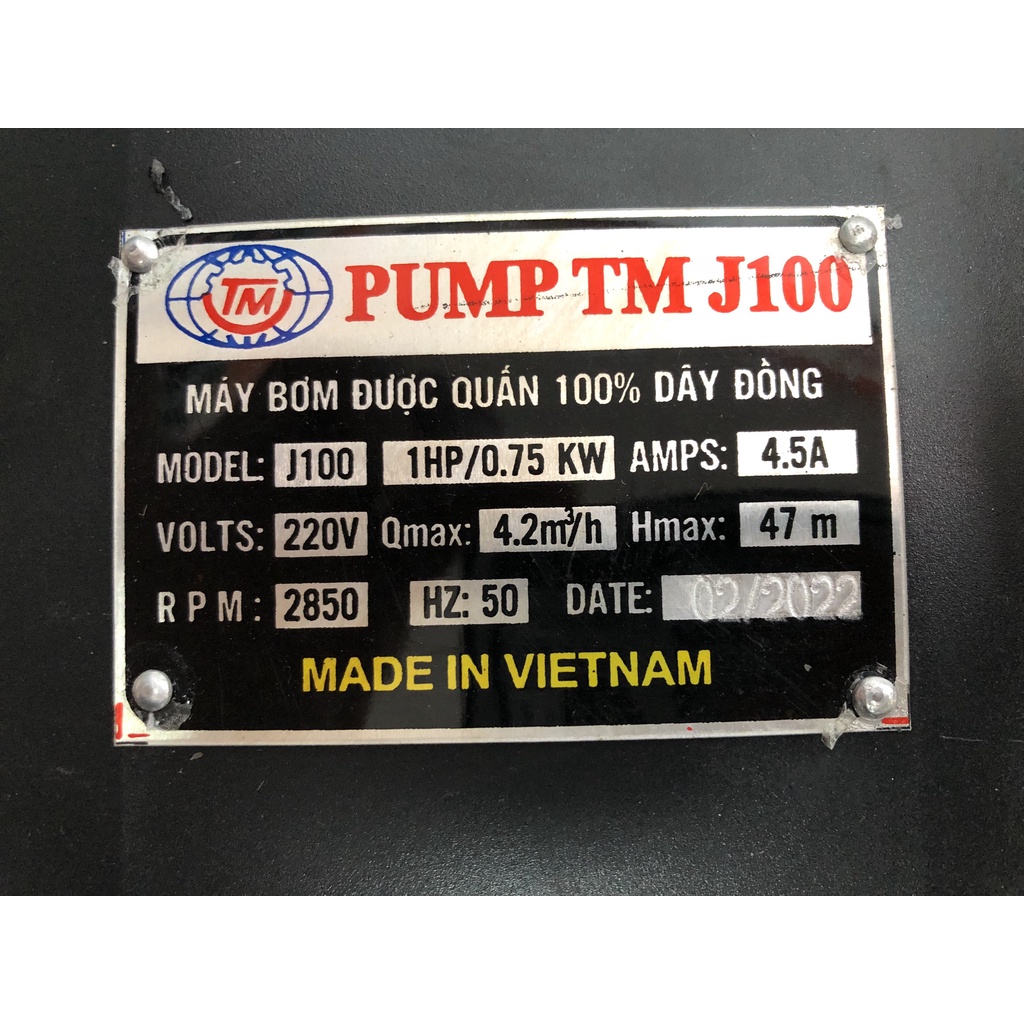 TM PUMP TM J100
MÁY BƠM ĐƯỢC QUẤN 100% DÂY ĐỒNG
MODEL: J100 1HP/0.75 KW AMPS: 4.5A
VOLTS: 220V Qmax: 4.2m³/h Hmax: 47 m
RPM: 2850 HZ: 50 DATE: 02/2022
MADE IN VIETNAM